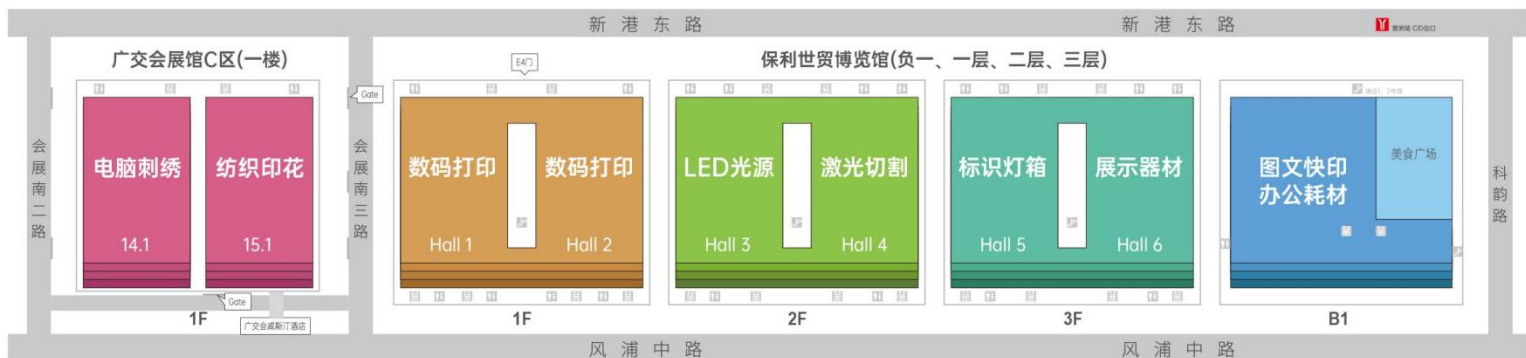 新港东路
新港东路
琶洲站 C/D出口
广交会展馆C区(一楼)
保利世贸博览馆(负一、一层、二层、三层)
E4门
Gate
会展南二路
会展南三路
科韵路
电脑刺绣
纺织印花
数码打印
数码打印
LED光源
激光切割
标识灯箱
展示器材
图文快印
办公耗材
美食广场
14.1
15.1
Hall 1
Hall 2
Hall 3
Hall 4
Hall 5
Hall 6
Gate
广交会威斯汀酒店
1F
1F
2F
3F
B1
风浦中路
风浦中路